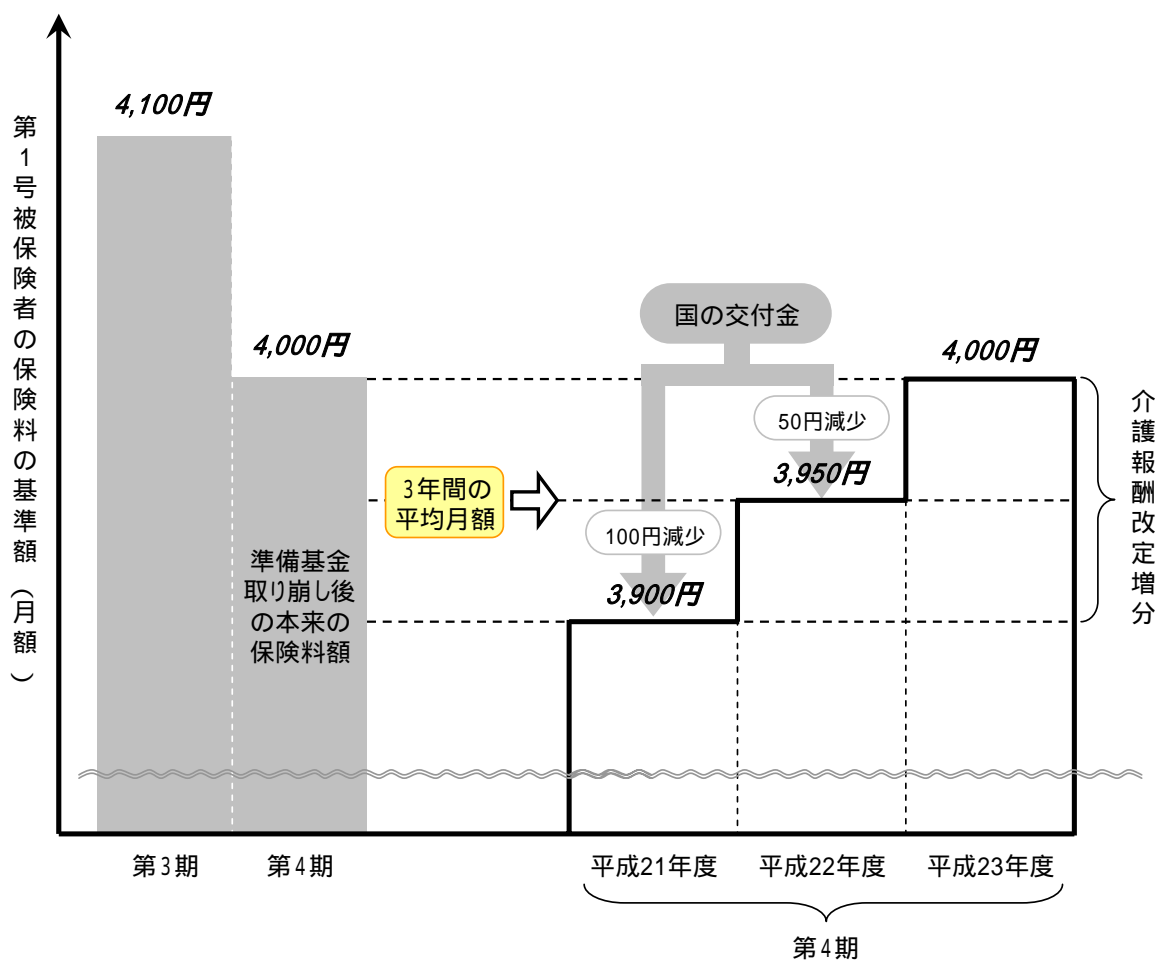 第1号被保険者の保険料の基準額（月額）
4,100円
4,000円
準備基金
取り崩し後
の本来の
保険料額
3年間の
平均月額
国の交付金
100円減少
50円減少
3,900円
3,950円
4,000円
介護報酬改定増分
第3期
第4期
平成21年度
平成22年度
平成23年度
第4期